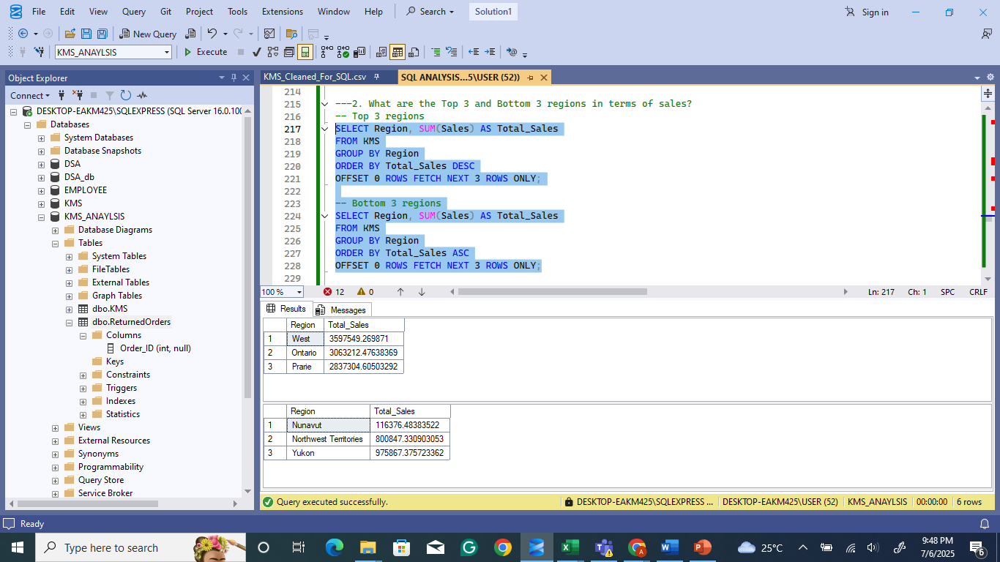 File Edit View Query Git Project Tools Extensions Window Help Search Solution1 Sign in
New Query
KMS_ANAYLSIS Execute
Object Explorer
Connect
DESKTOP-EAKM425\SQLEXPRESS (SQL Server 16.0.100
Databases
System Databases
Database Snapshots
DSA
DSA_db
EMPLOYEE
KMS
KMS_ANAYLSIS
Database Diagrams
Tables
System Tables
FileTables
External Tables
Graph Tables
dbo.KMS
dbo.ReturnedOrders
Columns
Order_ID (int, null)
Keys
Constraints
Triggers
Indexes
Statistics
Views
External Resources
Synonyms
Programmability
Query Store
Service Broker
KMS_Cleaned_For_SQL.csv SQL ANALYSIS...5\USER (52))
214
215 ---2. What are the Top 3 and Bottom 3 regions in terms of sales?
216 -- Top 3 regions
217 SELECT Region, SUM(Sales) AS Total_Sales
218 FROM KMS
219 GROUP BY Region
220 ORDER BY Total_Sales DESC
221 OFFSET 0 ROWS FETCH NEXT 3 ROWS ONLY;
222
223 -- Bottom 3 regions
224 SELECT Region, SUM(Sales) AS Total_Sales
225 FROM KMS
226 GROUP BY Region
227 ORDER BY Total_Sales ASC
228 OFFSET 0 ROWS FETCH NEXT 3 ROWS ONLY;
229
100 % 12 0 Ln: 217 Ch: 1 SPC CRLF
Results Messages
Region Total_Sales
1 West 3597549.269871
2 Ontario 3063212.47638369
3 Prarie 2837304.60503292
Region Total_Sales
1 Nunavut 116376.48383522
2 Northwest Territories 800847.330903053
3 Yukon 975867.375723362
Query executed successfully. DESKTOP-EAKM425\SQLEXPRESS ... DESKTOP-EAKM425\USER (52) KMS_ANAYLSIS 00:00:00 6 rows
Ready
Type here to search 25°C 9:48 PM
7/6/2025 6